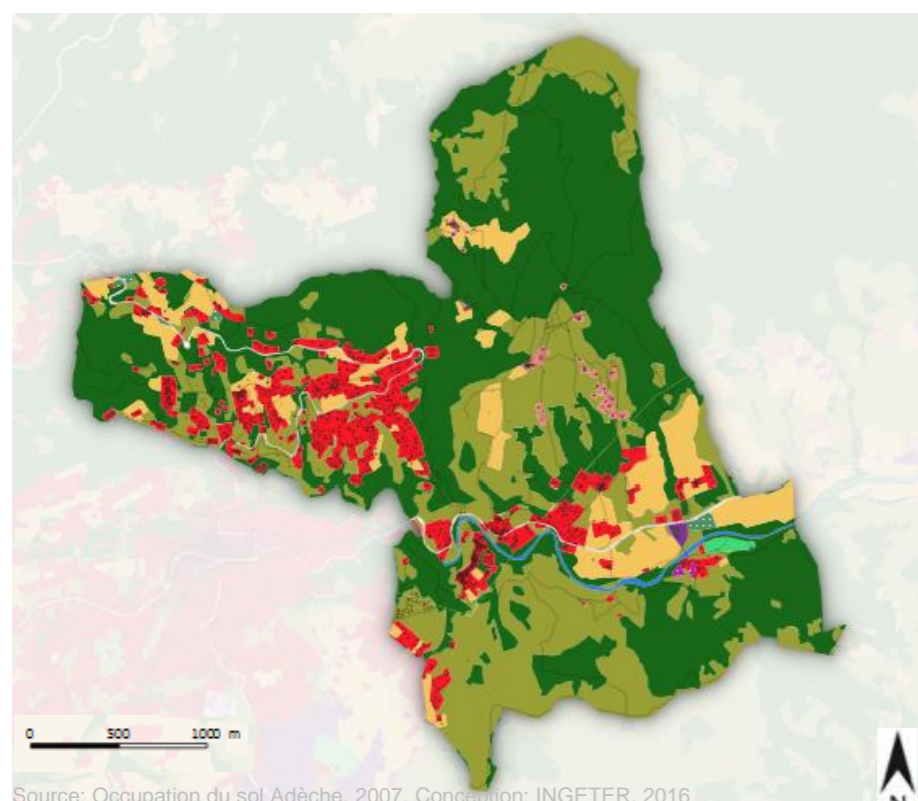 0 500 1000 m
Source: Occupation du sol Adèche, 2007, Conception: INGETER, 2016
N